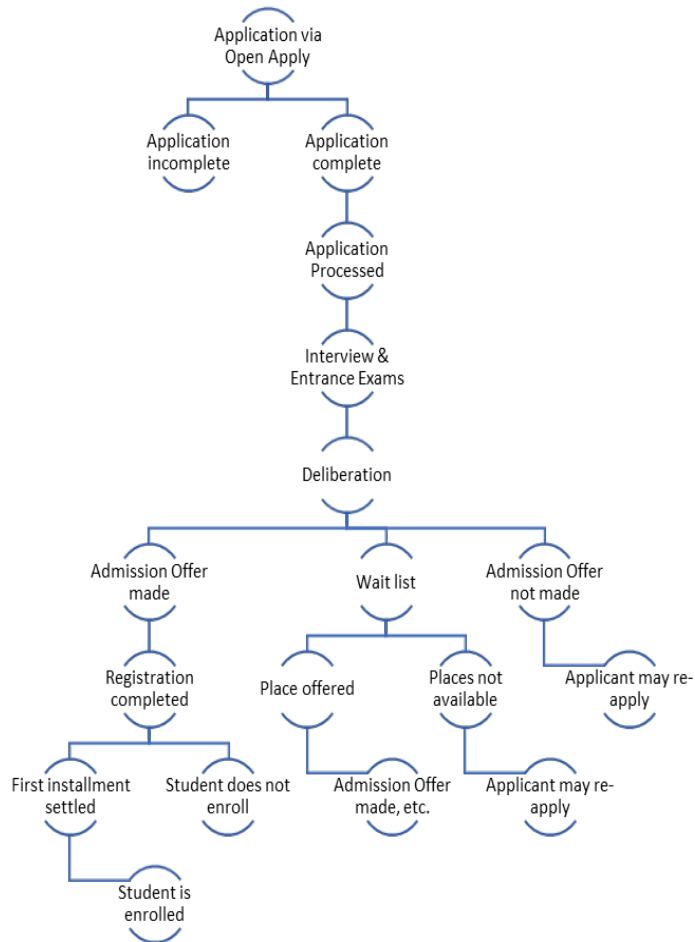 Application via
Open Apply
Application
incomplete
Application
complete
Application
Processed
Interview &
Entrance Exams
Deliberation
Admission Offer
made
Wait list
Admission Offer
not made
Registration
completed
Place offered
Places not
available
Applicant may re-
apply
First installment
settled
Student does not
enroll
Admission Offer
made, etc.
Applicant may re-
apply
Student is
enrolled